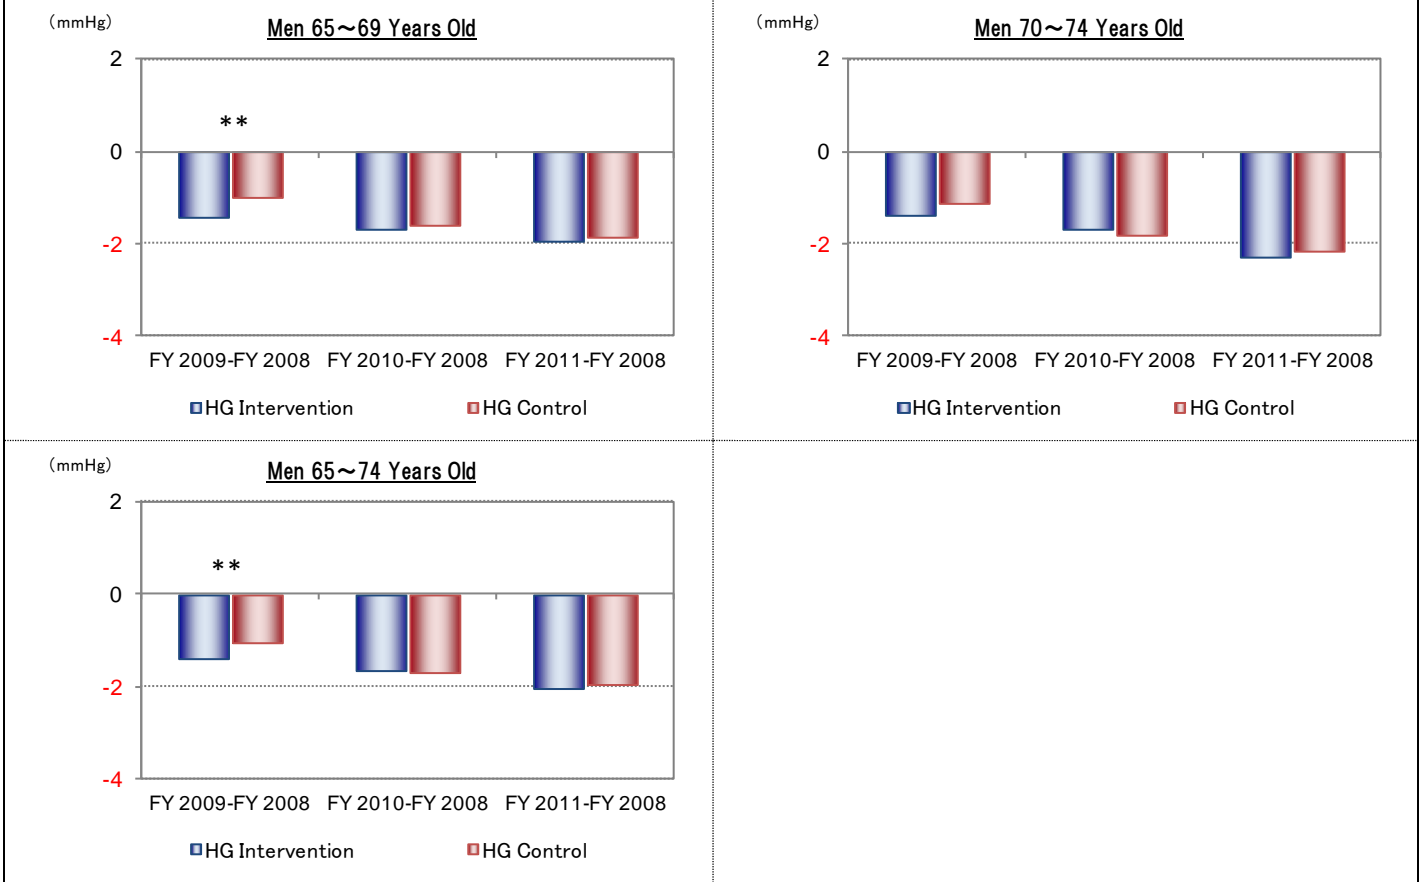 (mmHg)
Men 65～69 Years Old
2
**
0
-2
-4
FY 2009-FY 2008 FY 2010-FY 2008 FY 2011-FY 2008
HG Intervention HG Control
(mmHg)
Men 70～74 Years Old
2
0
-2
-4
FY 2009-FY 2008 FY 2010-FY 2008 FY 2011-FY 2008
HG Intervention HG Control
(mmHg)
Men 65～74 Years Old
2
**
0
-2
-4
FY 2009-FY 2008 FY 2010-FY 2008 FY 2011-FY 2008
HG Intervention HG Control